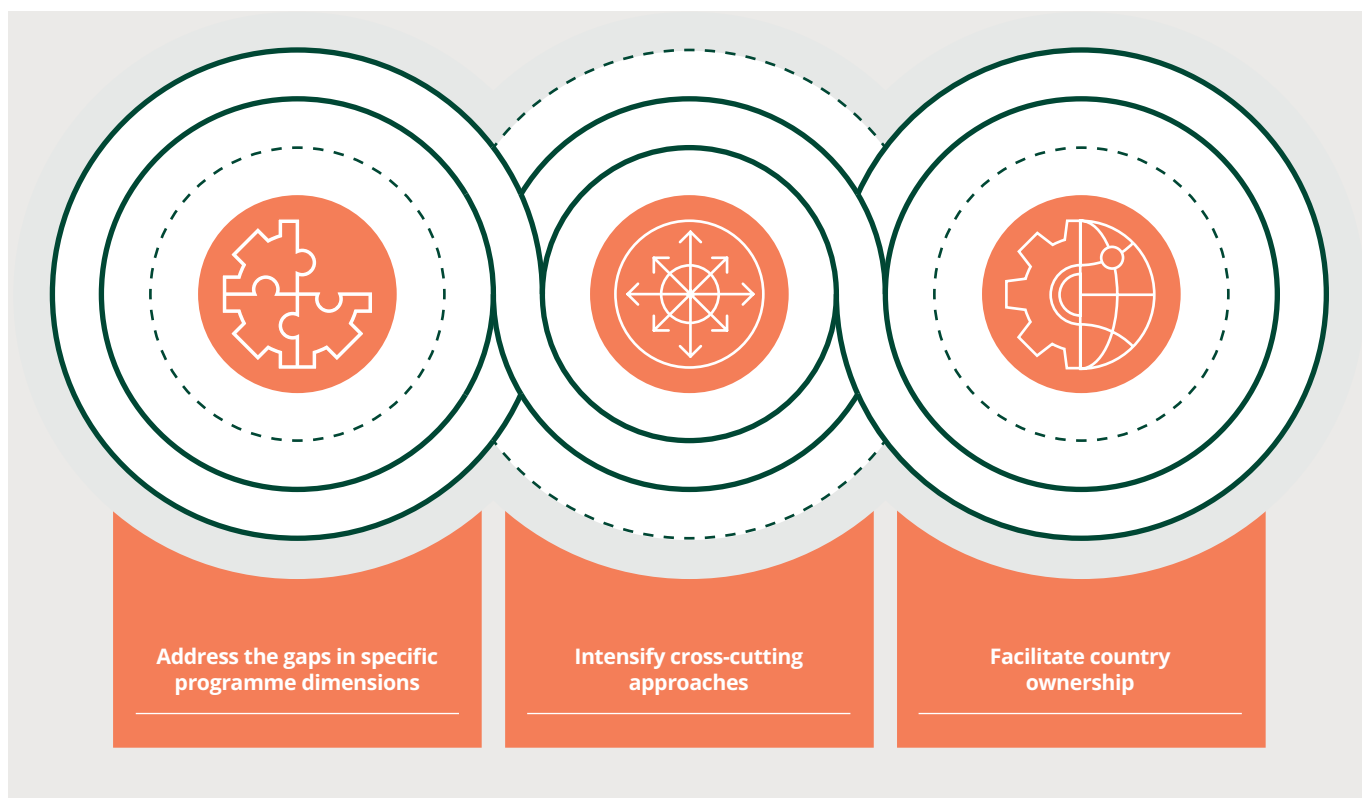 Address the gaps in specific
programme dimensions
Intensify cross-cutting
approaches
Facilitate country
ownership